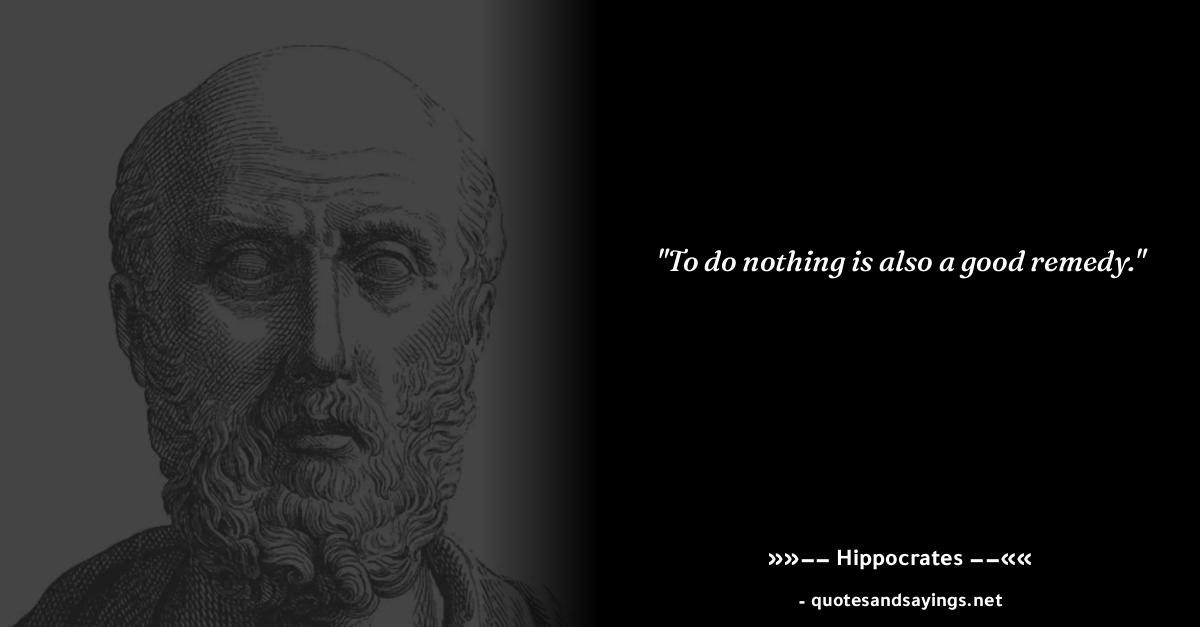 "To do nothing is also a good remedy."
»»−− Hippocrates −−««
- quotesandsayings.net